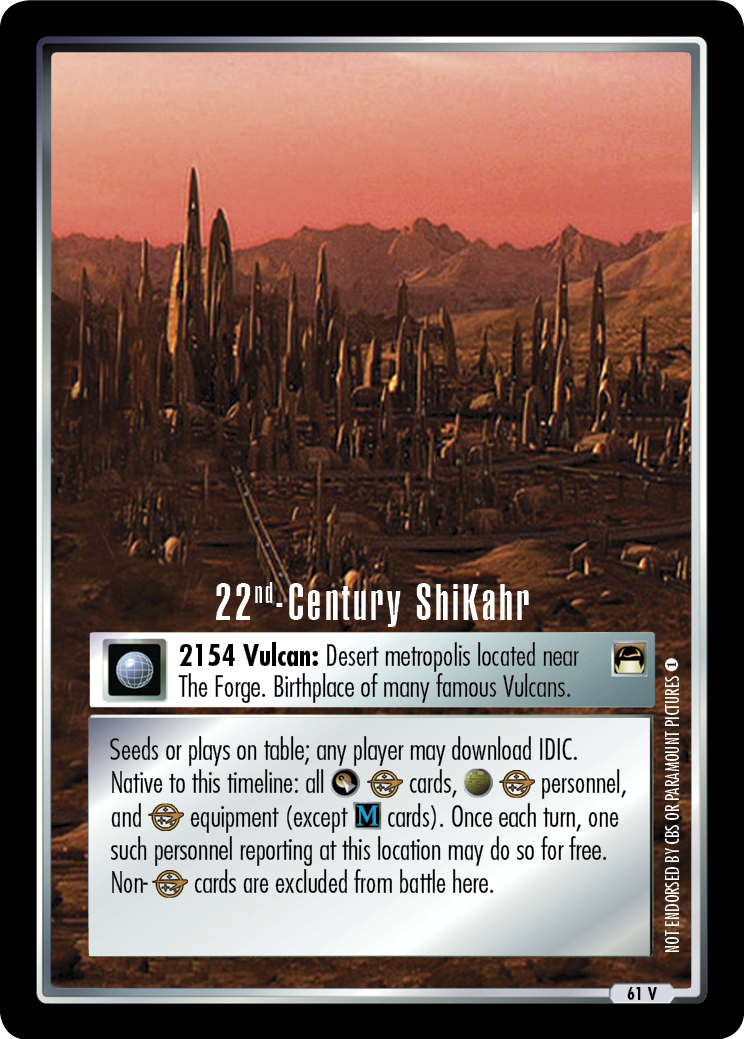 22nd-Century ShiKahr
2154 Vulcan: Desert metropolis located near
The Forge. Birthplace of many famous Vulcans.
Seeds or plays on table; any player may download IDIC.
Native to this timeline: all cards, personnel,
and equipment (except M cards). Once each turn, one
such personnel reporting at this location may do so for free.
Non- cards are excluded from battle here.
NOT ENDORSED BY CBS OR PARAMOUNT PICTURES 1
61 V